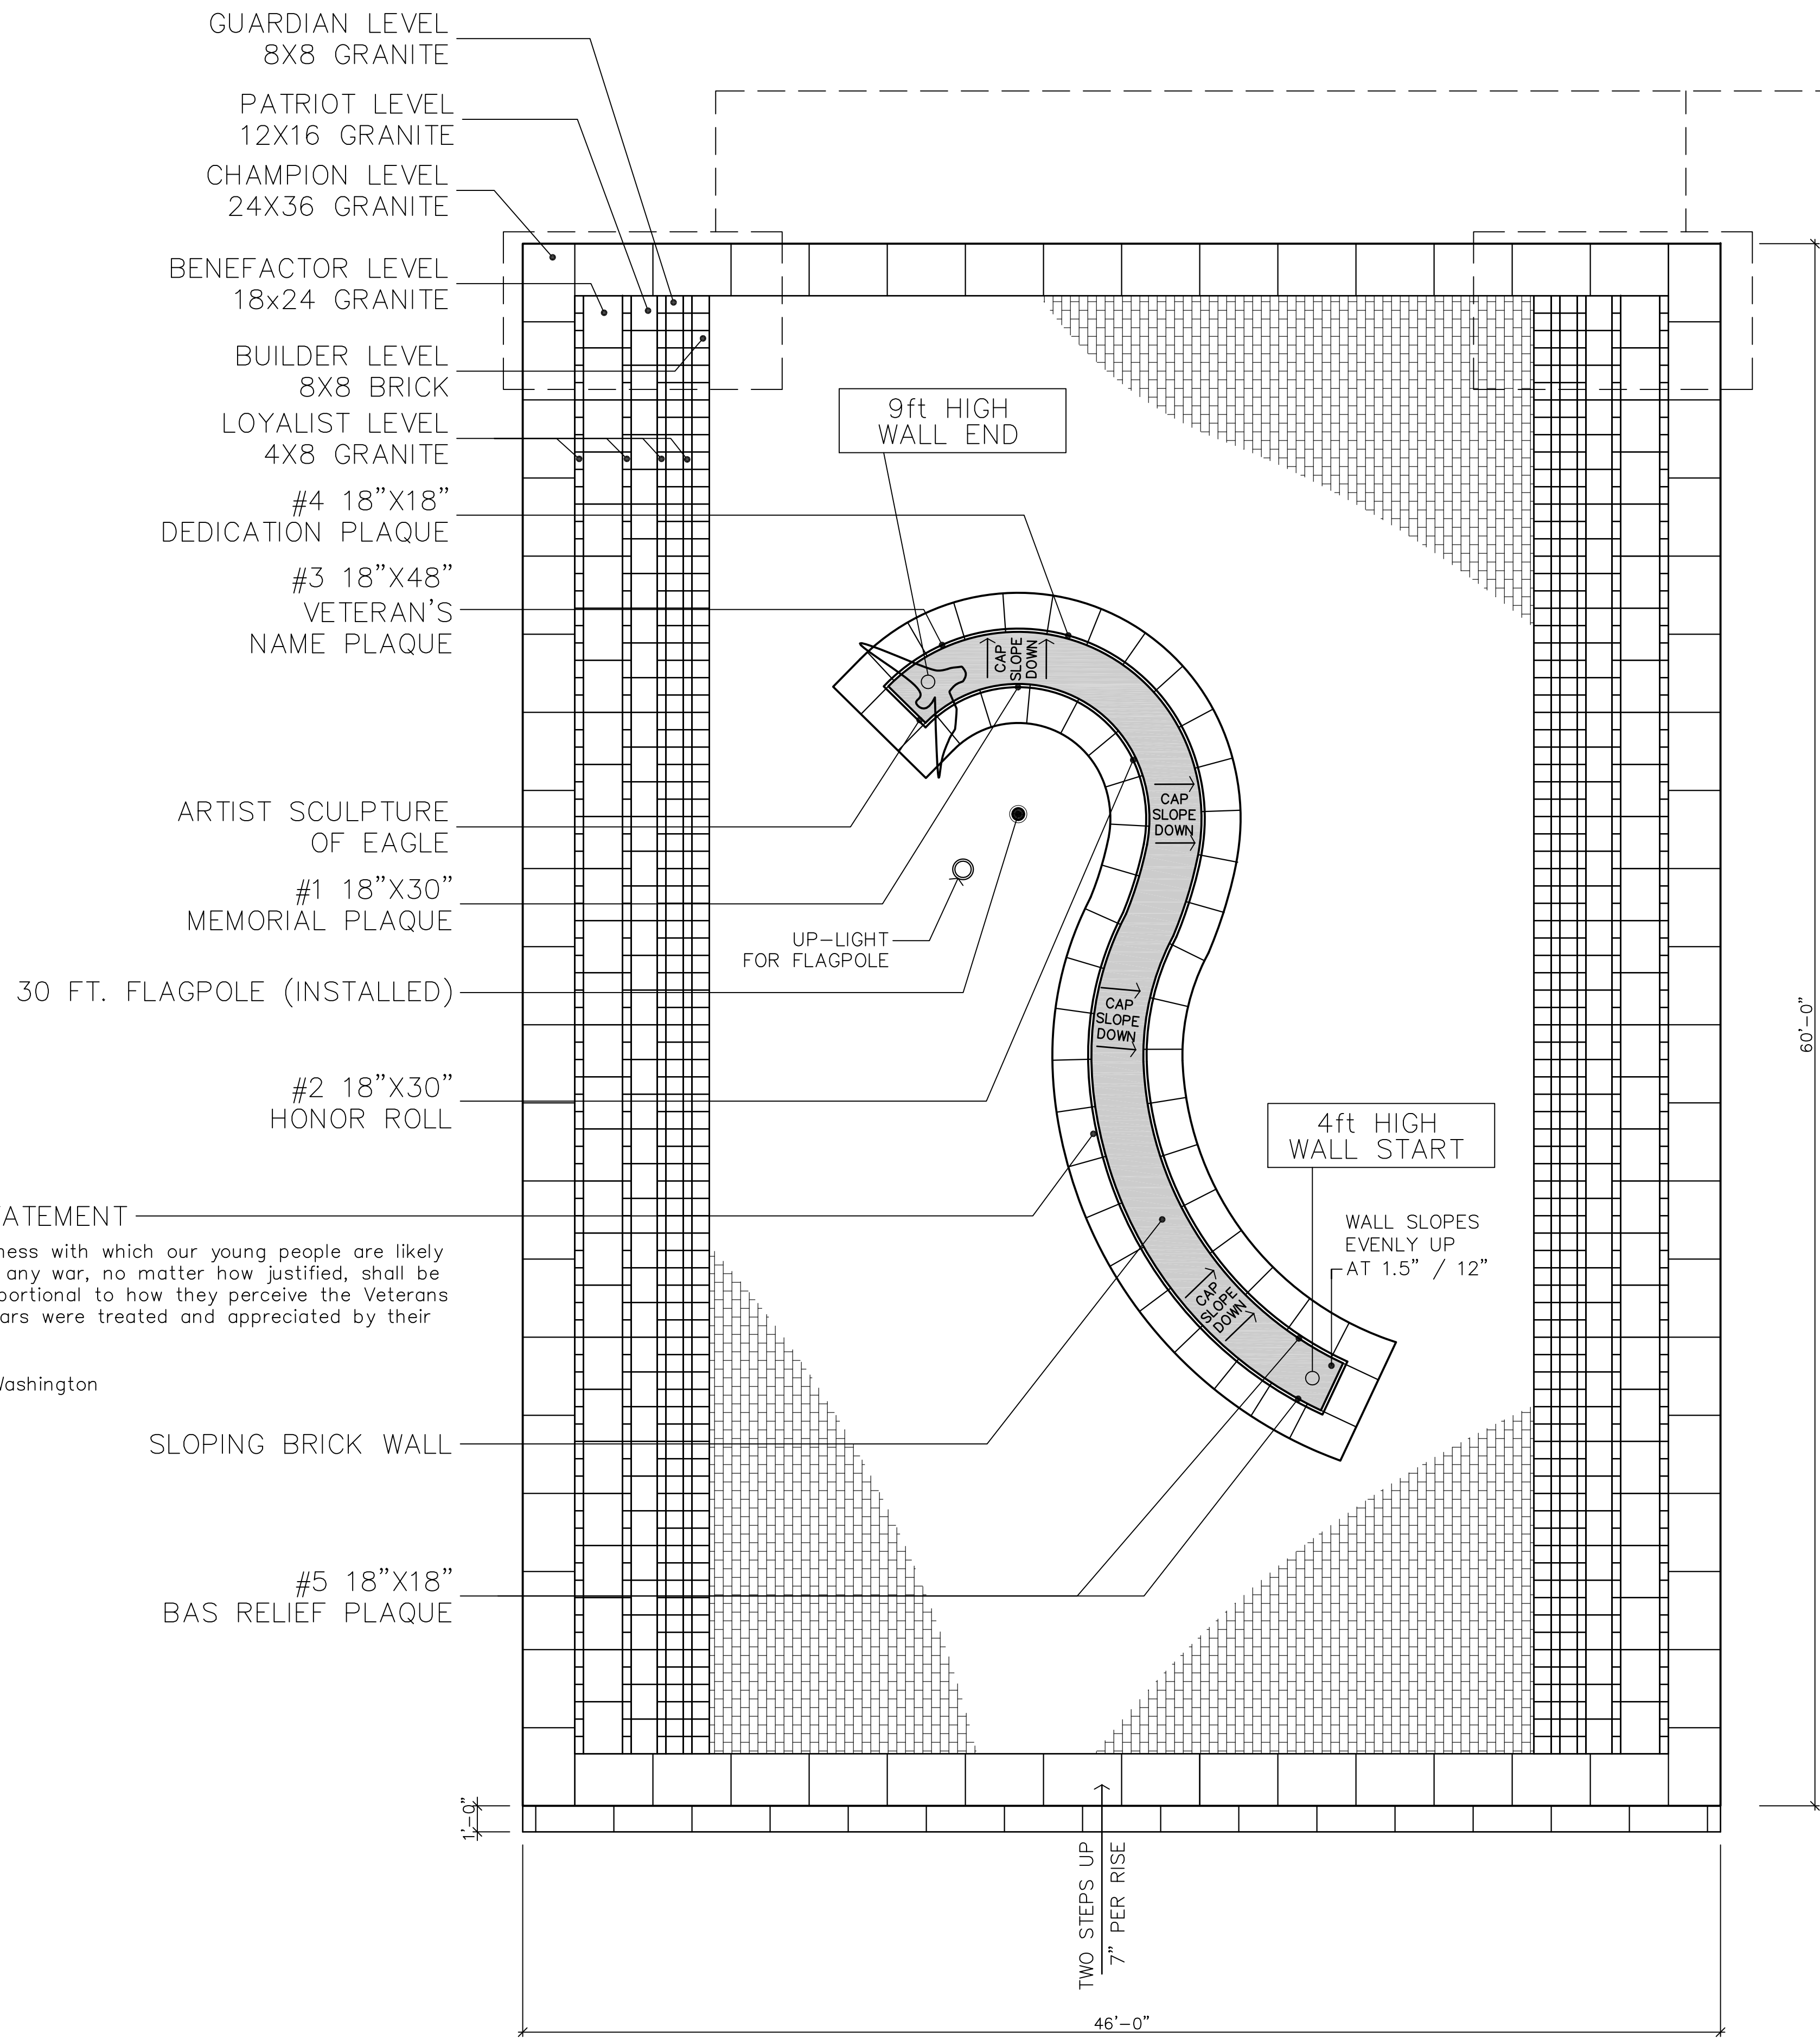 GUARDIAN LEVEL
8X8 GRANITE
PATRIOT LEVEL
12X16 GRANITE
CHAMPION LEVEL
24X36 GRANITE
BENEFACTOR LEVEL
18x24 GRANITE
BUILDER LEVEL
8X8 BRICK
LOYALIST LEVEL
4X8 GRANITE
#4 18"X18"
DEDICATION PLAQUE
#3 18"X48"
VETERAN'S
NAME PLAQUE
ARTIST SCULPTURE
OF EAGLE
#1 18"X30"
MEMORIAL PLAQUE
30 FT. FLAGPOLE (INSTALLED)
#2 18"X30"
HONOR ROLL
ATEMENT
ness with which our young people are likely
any war, no matter how justified, shall be
portional to how they perceive the Veterans
ars were treated and appreciated by their
Washington
SLOPING BRICK WALL
#5 18"X18"
BAS RELIEF PLAQUE
9ft HIGH
WALL END
CAP
SLOPE
DOWN
CAP
SLOPE
DOWN
UP-LIGHT
FOR FLAGPOLE
CAP
SLOPE
DOWN
4ft HIGH
WALL START
WALL SLOPES
EVENLY UP
AT 1.5" / 12"
CAP
SLOPE
DOWN
60'-0"
1'-0"
TWO STEPS UP
7" PER RISE
46'-0"